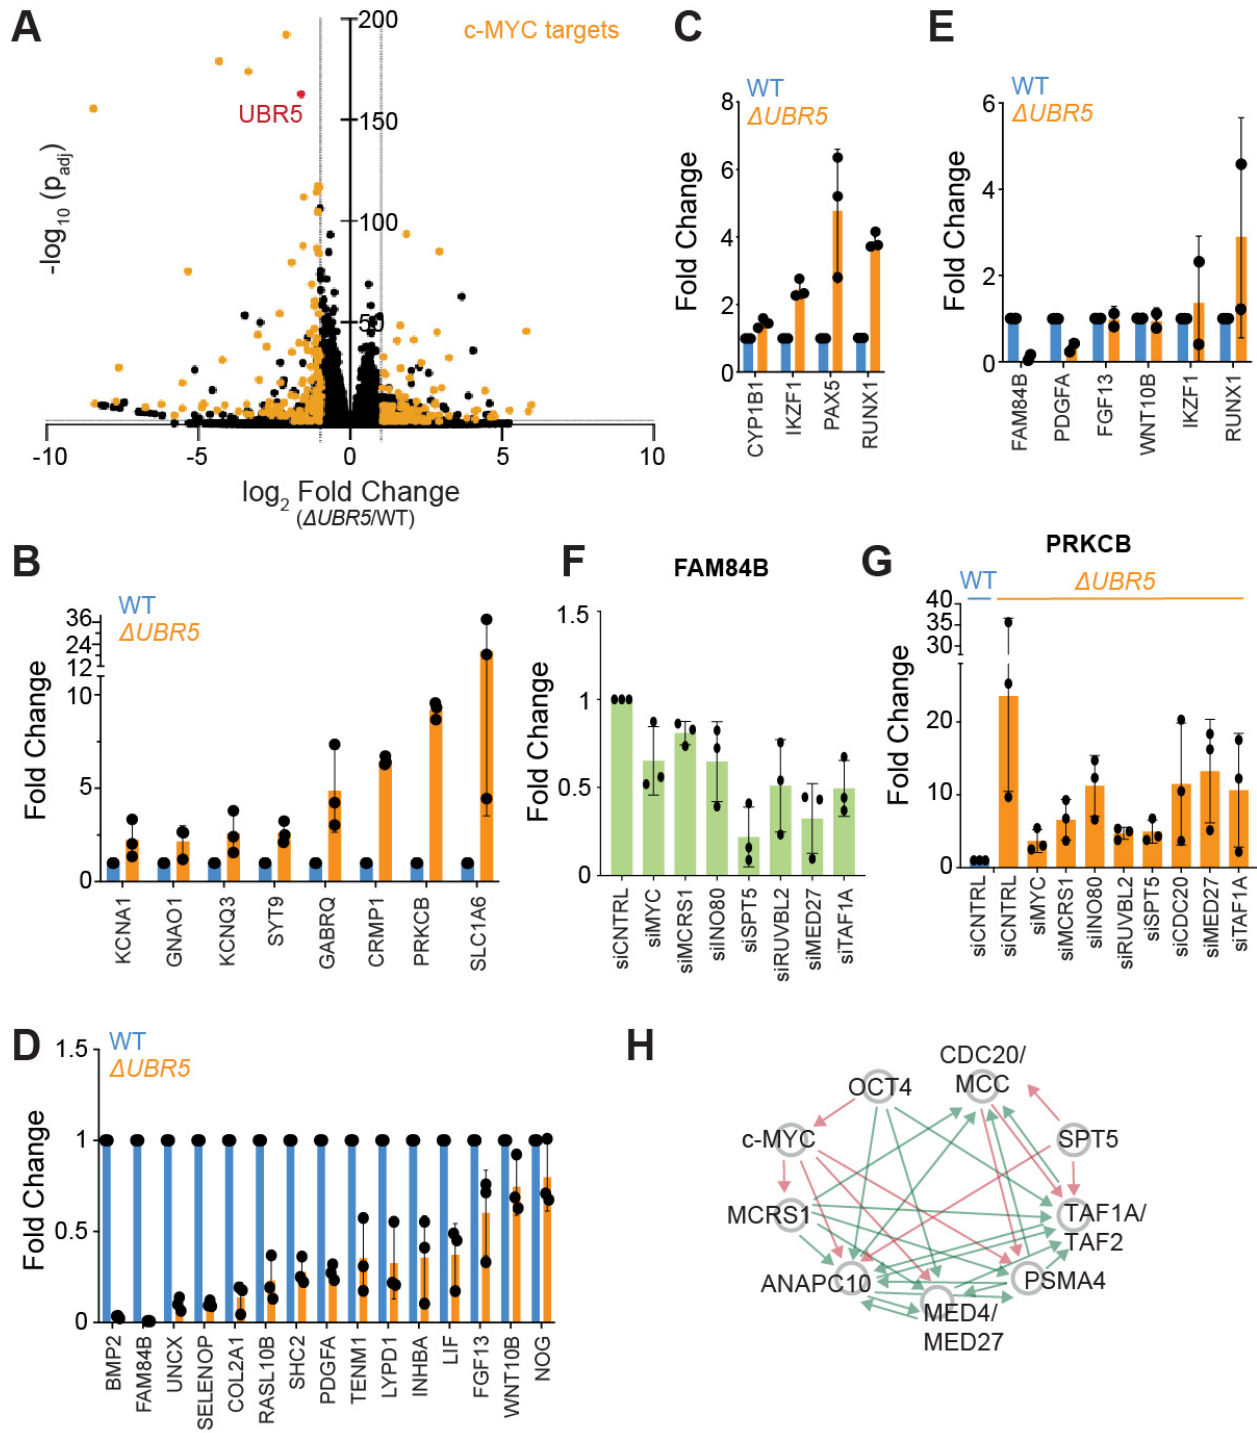 A
200
c-MYC targets
UBR5
150
100
50
-log10 (padj)
-10
-5
0
5
10
log2 Fold Change
(ΔUBR5/WT)
C
WT
ΔUBR5
Fold Change
8
6
4
2
0
CYP1B1
IKZF1
PAX5
RUNX1
E
WT
ΔUBR5
Fold Change
6
4
2
0
FAM84B
PDGFA
FGF13
WNT10B
IKZF1
RUNX1
B
WT
ΔUBR5
Fold Change
36
24
12
10
5
0
KCNA1
GNAO1
KCNQ3
SYT9
GABRQ
CRMP1
PRKCB
SLC1A6
F
FAM84B
Fold Change
1.5
1
0.5
0
siCNTRL
siMYC
siMCRS1
siINO80
siSPT5
siRUVBL2
siMED27
siTAF1A
G
PRKCB
WT
ΔUBR5
Fold Change
40
35
30
20
10
0
siCNTRL
siCNTRL
siMYC
siMCRS1
siINO80
siRUVBL2
siSPT5
siCDC20
siMED27
siTAF1A
D
WT
ΔUBR5
Fold Change
1.5
1
0.5
0
BMP2
FAM84B
UNCX
SELENOP
COL2A1
RASL10B
SHC2
PDGFA
TENM1
LYPD1
INHBA
LIF
FGF13
WNT10B
NOG
H
CDC20/
MCC
OCT4
c-MYC
SPT5
MCRS1
TAF1A/
TAF2
ANAPC10
PSMA4
MED4/
MED27